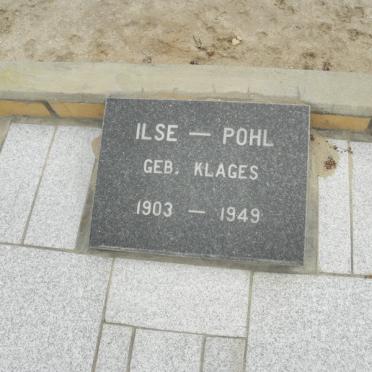 ILSE — POHL
GEB. KLAGES
1903 — 1949